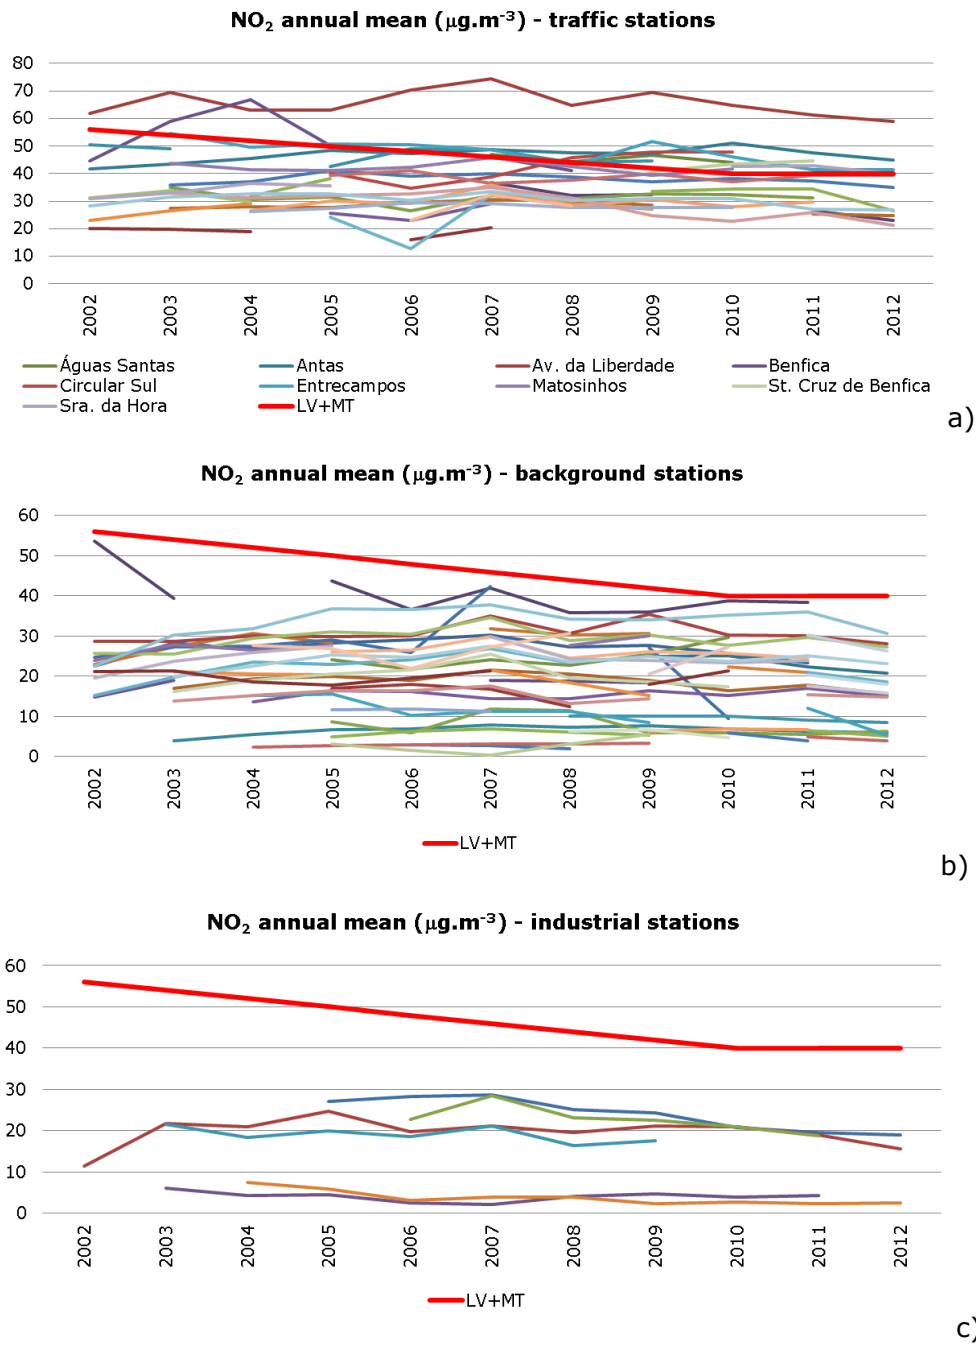 NO₂ annual mean (µg.m⁻³) - traffic stations
80
70
60
50
40
30
20
10
0
2002 2003 2004 2005 2006 2007 2008 2009 2010 2011 2012
Águas Santas Antas Av. da Liberdade Benfica
Circular Sul Entrecampos Matosinhos St. Cruz de Benfica
Sra. da Hora LV+MT
a)
NO₂ annual mean (µg.m⁻³) - background stations
60
50
40
30
20
10
0
2002 2003 2004 2005 2006 2007 2008 2009 2010 2011 2012
LV+MT
b)
NO₂ annual mean (µg.m⁻³) - industrial stations
60
50
40
30
20
10
0
2002 2003 2004 2005 2006 2007 2008 2009 2010 2011 2012
LV+MT
c)